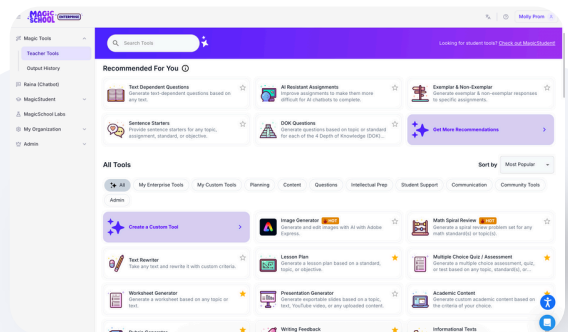 MAGIC SCHOOL
ENTERPRISE
Molly Prom
Magic Tools
Teacher Tools
Output History
Raina (Chatbot)
MagicStudent
MagicSchool Labs
My Organization
Admin
Search Tools
Looking for student tools? Check out MagicStudent!
Recommended For You
Text Dependent Questions
Generate text-dependent questions based on any text.
AI Resistant Assignments
Improve assignments to make them more difficult for AI chatbots to complete.
Exemplar & Non-Exemplar
Generate exemplar & non-exemplar responses to specific assignments.
Sentence Starters
Provide sentence starters for any topic, assignment, standard, or objective.
DOK Questions
Generate questions based on topic or standard for each of the 4 Depth of Knowledge (DOK)...
Get More Recommendations
All Tools
Sort by
Most Popular
All
My Enterprise Tools
My Custom Tools
Planning
Content
Questions
Intellectual Prep
Student Support
Communication
Community Tools
Admin
Create a Custom Tool
Image Generator HOT
Generate and edit images with AI with Adobe Express.
Math Spiral Review HOT
Generate a spiral review problem set for any math standard(s) or topic(s).
Text Rewriter
Take any text and rewrite it with custom criteria.
Lesson Plan
Generate a lesson plan based on a standard, topic, or objective.
Multiple Choice Quiz / Assessment
Generate a multiple choice assessment, quiz, or test based on any topic, standard(s), or...
Worksheet Generator
Generate a worksheet based on any topic or text.
Presentation Generator
Generate exportable slides based on a topic, text, YouTube video, or any uploaded content.
Academic Content
Generate custom academic content based on the criteria of your choice.
Writing Feedback
Informational Texts